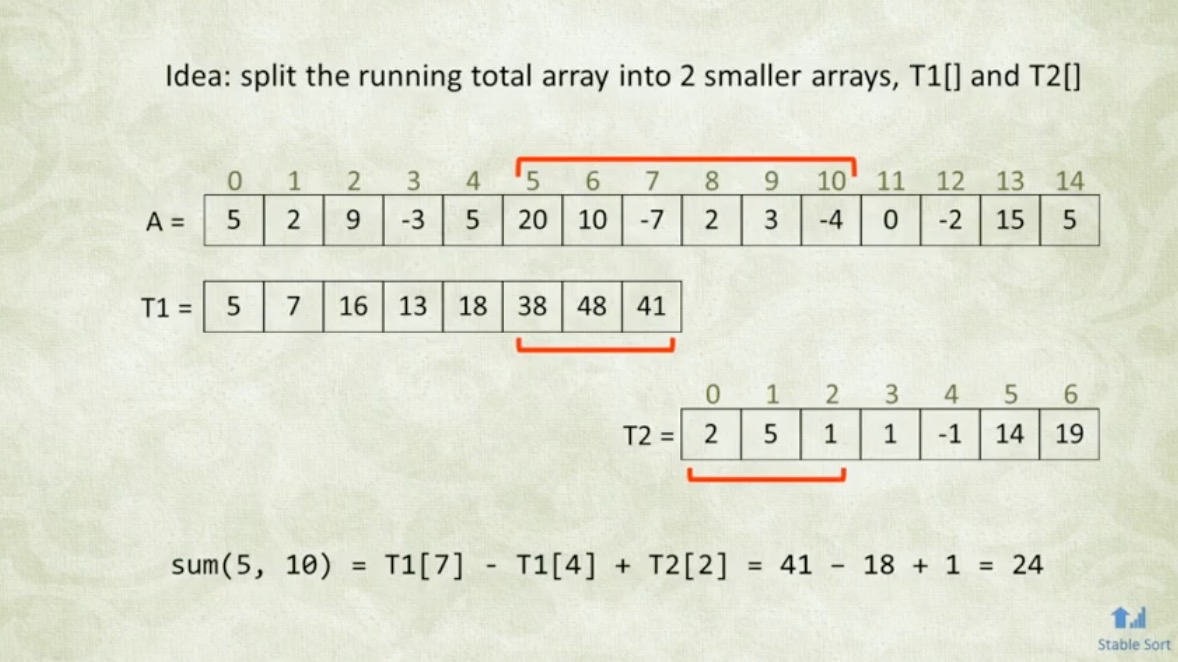 Idea: split the running total array into 2 smaller arrays, T1[] and T2[]
0 1 2 3 4 5 6 7 8 9 10 11 12 13 14
A = 5 2 9 -3 5 20 10 -7 2 3 -4 0 -2 15 5
T1 = 5 7 16 13 18 38 48 41
0 1 2 3 4 5 6
T2 = 2 5 1 1 -1 14 19
sum(5, 10) = T1[7] - T1[4] + T2[2] = 41 - 18 + 1 = 24
Stable Sort